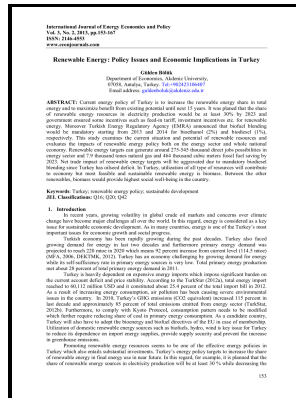 International Journal of Energy Economics and Policy
Vol. 3, No. 2, 2013, pp.153-167
ISSN: 2146-4553
www.econjournals.com
Renewable Energy: Policy Issues and Economic Implications in Turkey
Gülden Bölük
Department of Economics, Akdeniz University,
07058, Antalya, Turkey. Tel:+902423106407
Email address: guldenboluk@akdeniz.edu.tr
ABSTRACT: Current energy policy of Turkey is to increase the renewable energy share in total
energy and to maximize benefit from existing potential until next 15 years. It was planned that the share
of renewable energy resources in electricity production would be at least 30% by 2023 and
government enacted some incentives such as feed-in tariff, investment incentives etc. for renewable
energy. Moreover Turkish Energy Regulatory Agency (EMRA) announced that biofuel blending
would be mandatory starting from 2013 and 2014 for bioethanol (2%) and biodiesel (1%),
respectively. This study examines the current situation and potential of renewable resources and
evaluates the impacts of renewable energy policy both on the energy sector and whole national
economy. Renewable energy targets can generate 275-545 thousand direct jobs possibilities in
energy sector and 7.9 million tones natural gas and 464 thousand cubic meters fossil fuel saving by
2023. Net trade impact of renewable energy targets will be aggravated due to mandatory biodiesel
blending since Turkey has oilseed deficit. In Turkey, utilization of all type of resources will contribute
to economy but most feasible and sustainable renewable energy is biomass. Between the other
renewables, biomass would provide highest social well-being in the country.
Keywords: Turkey; renewable energy policy; sustainable development
JEL Classifications: Q16; Q20; Q42
1. Introduction
In recent years, growing volatility in global crude oil markets and concerns over climate
change have become major challenges all over the world. In this regard, energy is considered as a key
issue for sustainable development. As in many countries, energy is one of the Turkey's most
important issues for economic growth and social progress.
Turkish economy has been rapidly growing during the past decades. Turkey also faced
growing demand for energy in last two decades and furthermore primary energy demand was
projected to reach 220 mtoe in 2020 which means 75 percent increase from current level (114.5 mtoe)
(MFA, 2006, DEKTMK, 2012). Turkey has an economy challenging by growing demand for energy
while its self-sufficiency rate in primary energy sources is very low. Total primary energy production
met about 28 percent of total primary energy demand in 2011.
Turkey is heavily dependent on expensive energy imports which impose significant burden on
the current account deficit and price stability. According to the TurkStat (2012a), total energy import
reached to 60.112 million USD and it constituted about 25.4 percent of the total import bill in 2012.
As a result of increasing energy consumption, air pollution has been causing severe environmental
issues in the country. In 2010, Turkey's GHG emissions (CO2 equivalent) increased 115 percent in
last decade and approximately 85 percent of total emissions emitted from energy sector (TurkStat,
2012b). Furthermore, to comply with Kyoto Protocol, consumption pattern needs to be modified
which further require reducing share of coal in primary energy consumption. As a candidate country,
Turkey will also have to adopt the bioenergy and biofuel directives of the EU in case of membership.
Utilization of domestic renewable energy sources such as biofuels, hydro, wind is key issue for Turkey
to reduce its dependency on import energy supplies, provide supply security and prevent the increase
in greenhouse emissions.
Promoting renewable energy resources seems to be one of the effective energy policies in
Turkey which also entails substantial investments. Turkey's energy policy targets to increase the share
of renewable energy in final energy use in near future. In this regard, for example, it is planned that the
share of renewable energy sources in electricity production will be at least 30 % while decreasing the
153